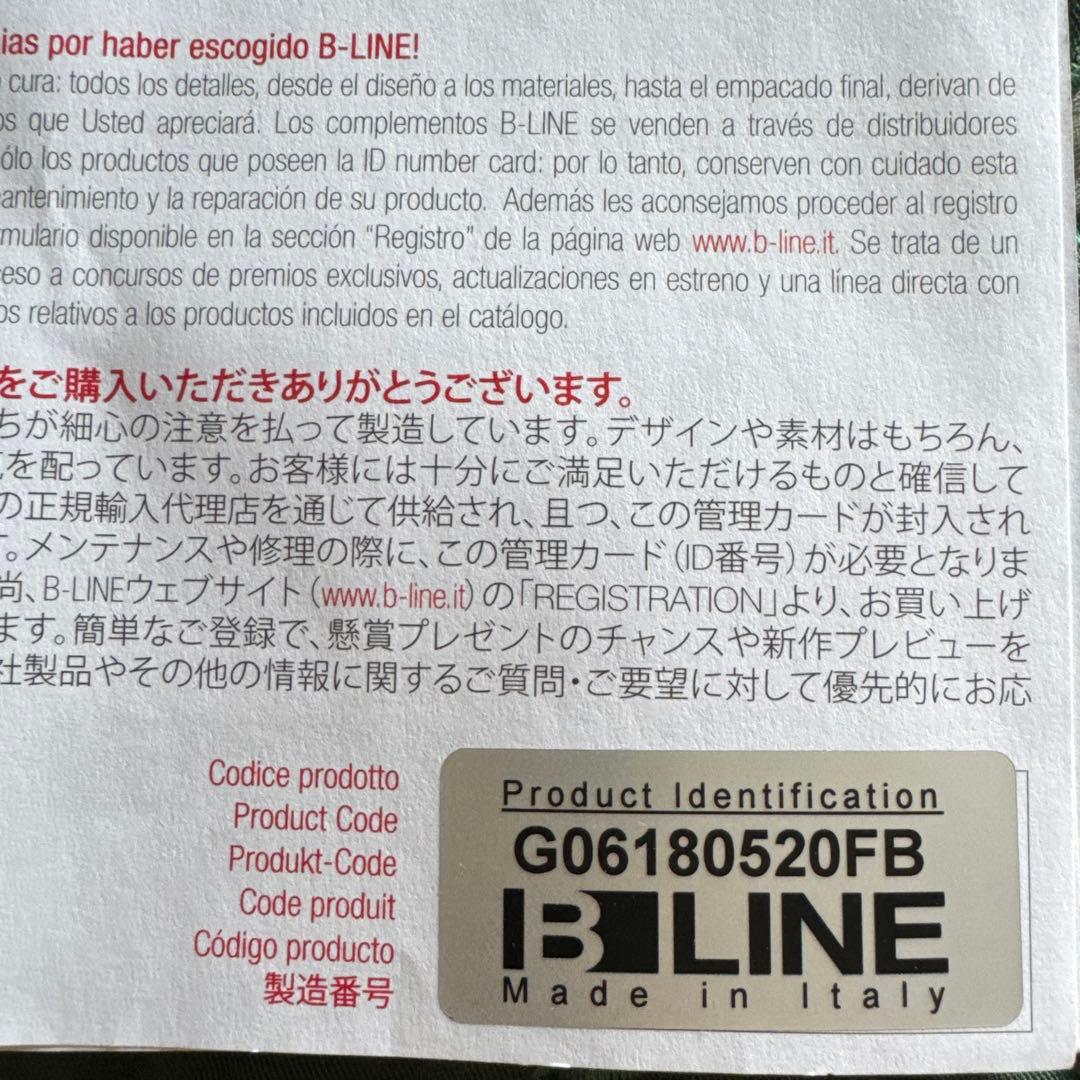 ias por haber escogido B-LINE!
cura: todos los detalles, desde el diseño a los materiales, hasta el empacado final, derivan de
os que Usted apreciará. Los complementos B-LINE se venden a través de distribuidores
ólo los productos que poseen la ID number card: por lo tanto, conserven con cuidado esta
antenimiento y la reparación de su producto. Además les aconsejamos proceder al registro
rmulario disponible en la sección “Registro” de la página web www.b-line.it. Se trata de un
eso a concursos de premios exclusivos, actualizaciones en estreno y una línea directa con
os relativos a los productos incluidos en el catálogo.
をご購入いただきありがとうございます。
ちが細心の注意を払って製造しています。デザインや素材はもちろん、
を配っています。お客様には十分にご満足いただけるものと確信して
の正規輸入代理店を通じて供給され、且つ、この管理カードが封入され
。メンテナンスや修理の際に、この管理カード（ID番号）が必要となりま
尚、B-LINEウェブサイト（www.b-line.it）の「REGISTRATION」より、お買い上げ
ます。簡単なご登録で、懸賞プレゼントのチャンスや新作プレビューを
社製品やその他の情報に関するご質問・ご要望に対して優先的にお応
Codice prodotto
Product Code
Produkt-Code
Code produit
Código producto
製造番号
Product Identification
G06180520FB
B LINE
Made in Italy